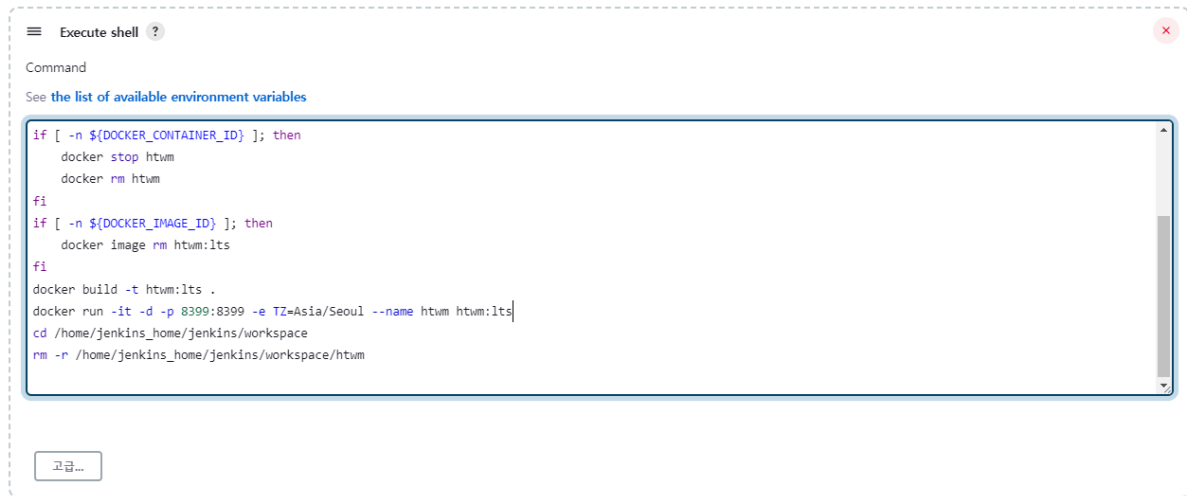 Execute shell ?
Command
See the list of available environment variables
if [ -n ${DOCKER_CONTAINER_ID} ]; then
    docker stop htwm
    docker rm htwm
fi
if [ -n ${DOCKER_IMAGE_ID} ]; then
    docker image rm htwm:lts
fi
docker build -t htwm:lts .
docker run -it -d -p 8399:8399 -e TZ=Asia/Seoul --name htwm htwm:lts
cd /home/jenkins_home/jenkins/workspace
rm -r /home/jenkins_home/jenkins/workspace/htwm
고급...